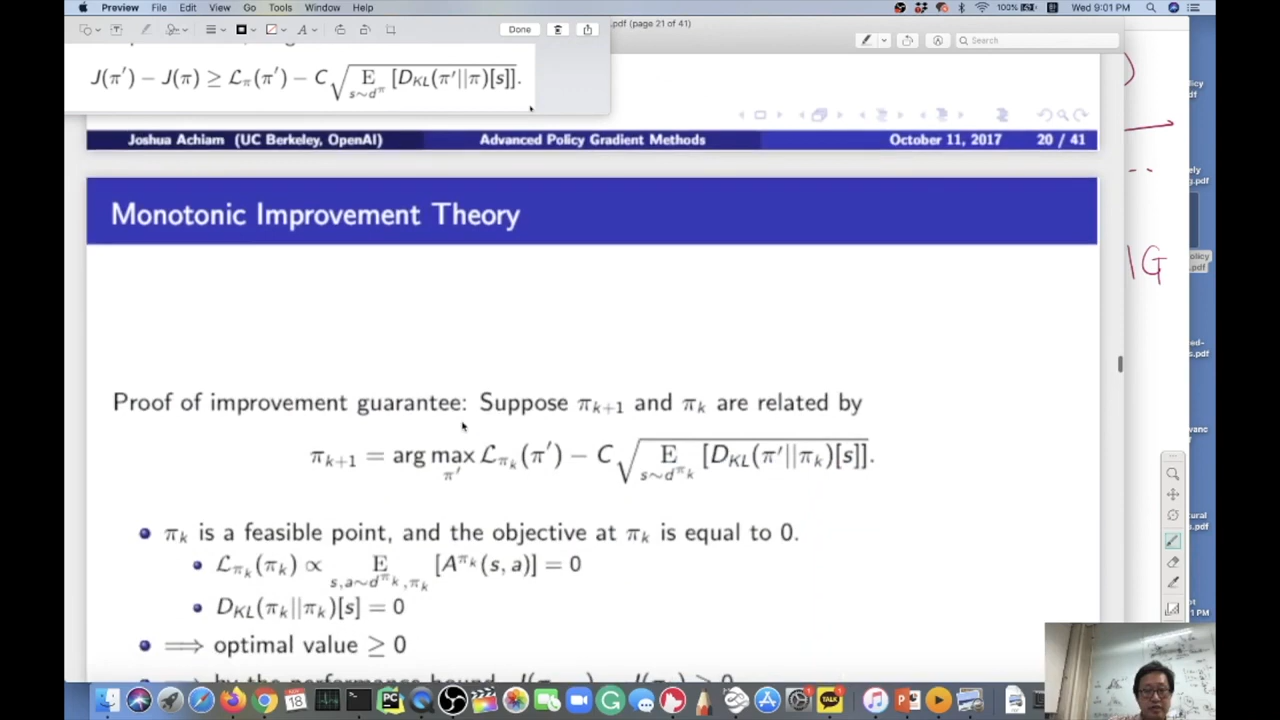 Preview File Edit View Go Tools Window Help 100% Wed 9:01 PM
.pdf (page 21 of 41)
Done
Search
J(π′) − J(π) ≥ ℒ_π(π′) − C√(E_{s∼d^π} [D_KL(π′||π)[s]]).
Joshua Achiam (UC Berkeley, OpenAI) Advanced Policy Gradient Methods October 11, 2017 20 / 41
Monotonic Improvement Theory
IG
Proof of improvement guarantee: Suppose π_{k+1} and π_k are related by
π_{k+1} = arg max_{π′} ℒ_{π_k}(π′) − C√(E_{s∼d^{π_k}} [D_KL(π′||π_k)[s]]).
π_k is a feasible point, and the objective at π_k is equal to 0.
ℒ_{π_k}(π_k) ∝ E_{s,a∼d^{π_k},π_k} [A^{π_k}(s, a)] = 0
D_KL(π_k||π_k)[s] = 0
⟹ optimal value ≥ 0